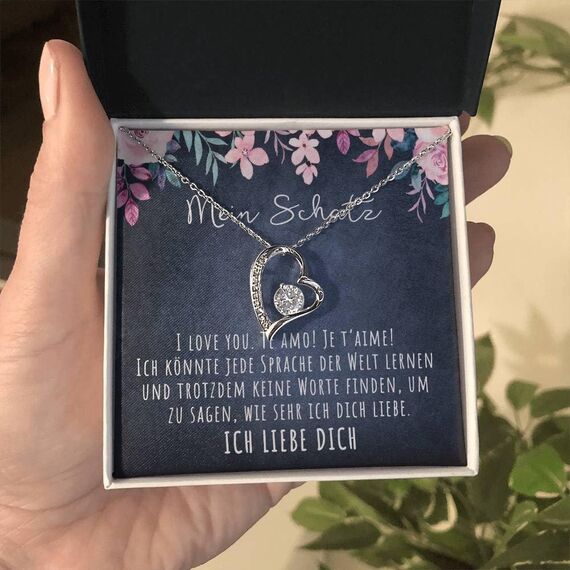 Mein Schatz
I love you. Te amo! Je t'aime!
Ich könnte jede Sprache der Welt lernen
und trotzdem keine Worte finden, um
zu sagen, wie sehr ich dich liebe.
ICH LIEBE DICH